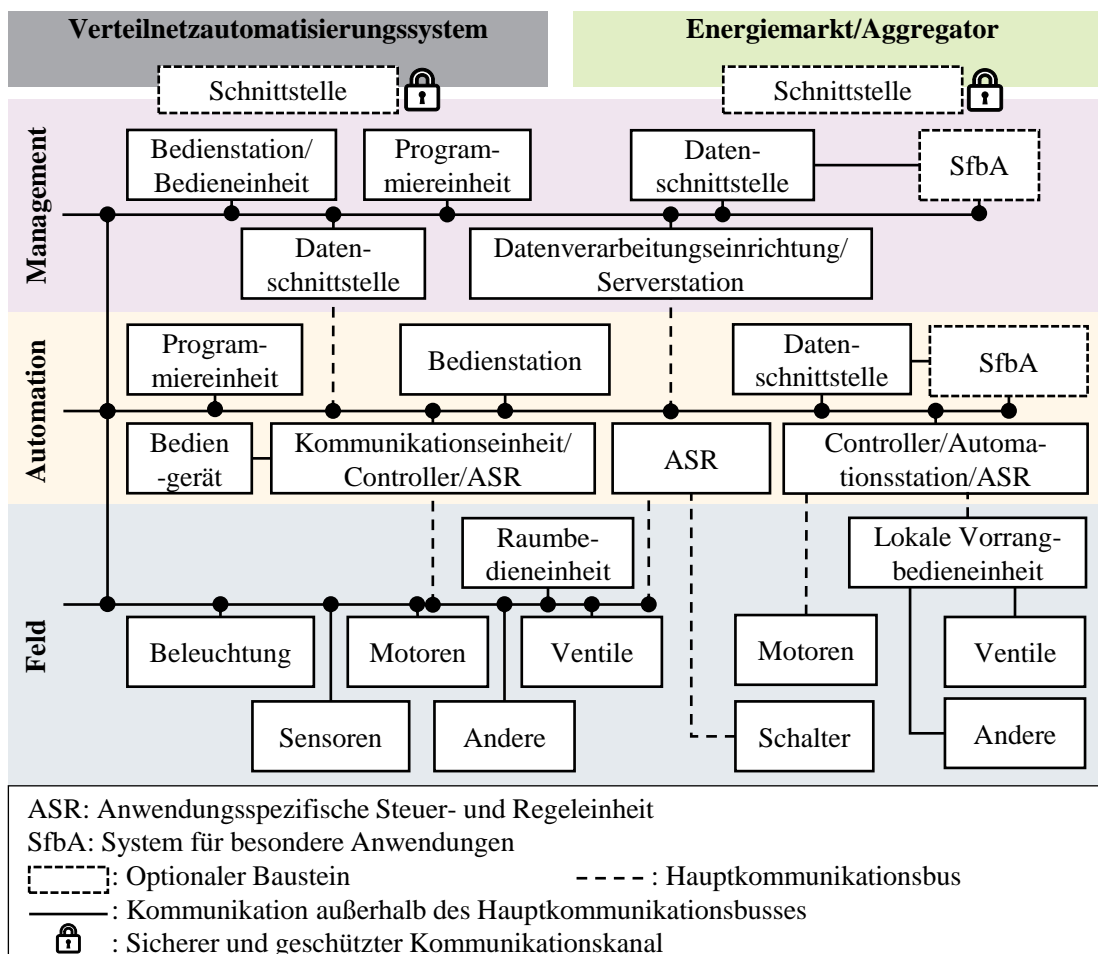 Verteilnetzautomatisierungssystem
Energiemarkt/Aggregator
Schnittstelle
Schnittstelle
Management
Bedienstation/
Bedieneinheit
Program-
miereinheit
Daten-
schnittstelle
SfbA
Daten-
schnittstelle
Datenverarbeitungseinrichtung/
Serverstation
Automation
Program-
miereinheit
Bedienstation
Daten-
schnittstelle
SfbA
Bedien
-gerät
Kommunikationseinheit/
Controller/ASR
ASR
Controller/Automa-
tionsstation/ASR
Feld
Raumbe-
dieneinheit
Lokale Vorrang-
bedieneinheit
Beleuchtung
Motoren
Ventile
Motoren
Ventile
Sensoren
Andere
Schalter
Andere
ASR: Anwendungsspezifische Steuer- und Regeleinheit
SfbA: System für besondere Anwendungen
: Optionaler Baustein
: Hauptkommunikationsbus
: Kommunikation außerhalb des Hauptkommunikationsbusses
: Sicherer und geschützter Kommunikationskanal